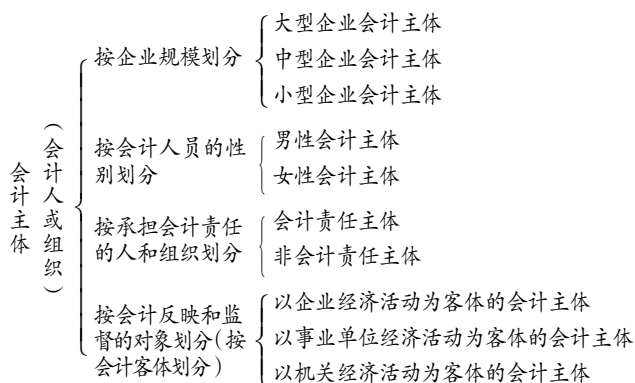 会计主体
（会计人或组织）
按企业规模划分
大型企业会计主体
中型企业会计主体
小型企业会计主体
按会计人员的性
别划分
男性会计主体
女性会计主体
按承担会计责任
的人和组织划分
会计责任主体
非会计责任主体
按会计反映和监
督的对象划分（按
会计客体划分）
以企业经济活动为客体的会计主体
以事业单位经济活动为客体的会计主体
以机关经济活动为客体的会计主体